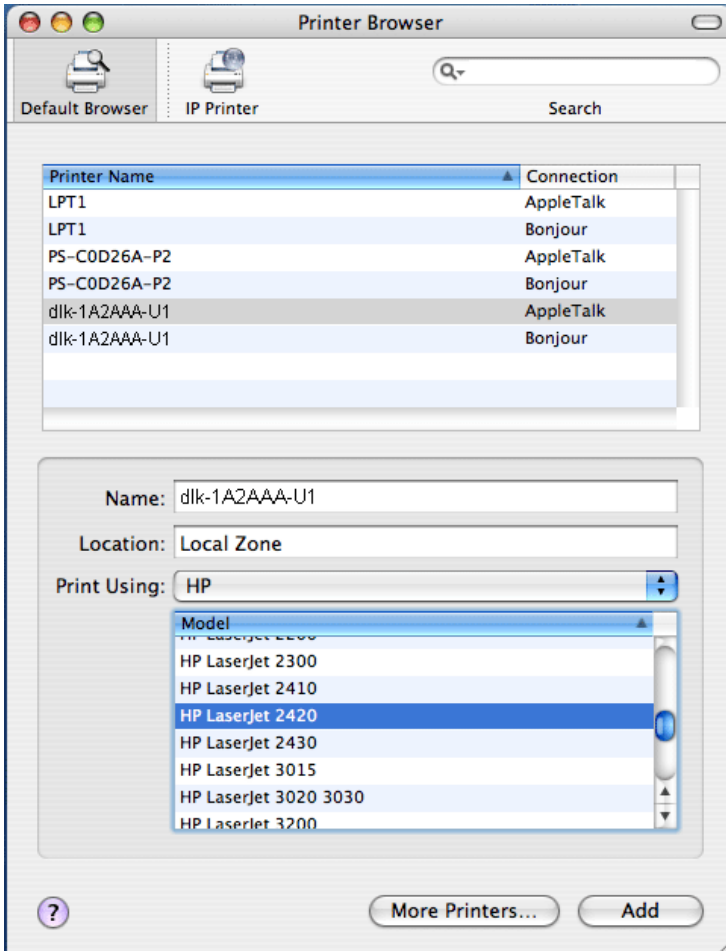 Printer Browser
Default Browser
IP Printer
Search
Printer Name Connection
LPT1 AppleTalk
LPT1 Bonjour
PS-C0D26A-P2 AppleTalk
PS-C0D26A-P2 Bonjour
dlk-1A2AAA-U1 AppleTalk
dlk-1A2AAA-U1 Bonjour
Name: dlk-1A2AAA-U1
Location: Local Zone
Print Using: HP
Model
HP LaserJet 2200
HP LaserJet 2300
HP LaserJet 2410
HP LaserJet 2420
HP LaserJet 2430
HP LaserJet 3015
HP LaserJet 3020 3030
HP LaserJet 3200
? More Printers... Add